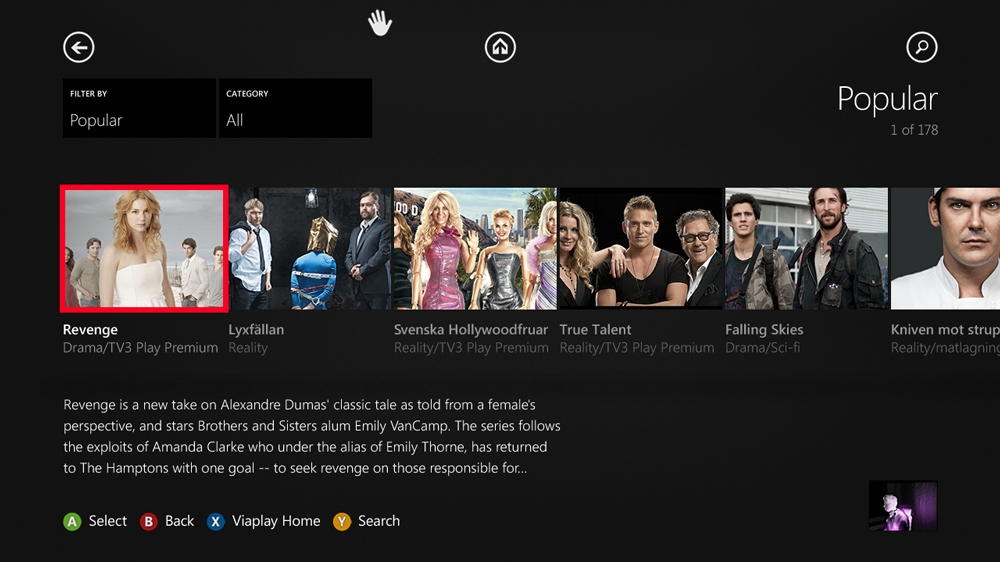 FILTER BY
Popular
CATEGORY
All
Popular
1 of 178
Revenge
Drama/TV3 Play Premium
Lyxfällan
Reality
Svenska Hollywoodfruar
Reality/TV3 Play Premium
True Talent
Reality/TV3 Play Premium
Falling Skies
Drama/Sci-fi
Kniven mot strup
Reality/matlagning
Revenge is a new take on Alexandre Dumas' classic tale as told from a female's
perspective, and stars Brothers and Sisters alum Emily VanCamp. The series follows
the exploits of Amanda Clarke who under the alias of Emily Thorne, has returned
to The Hamptons with one goal -- to seek revenge on those responsible for...
A Select B Back X Viaplay Home Y Search